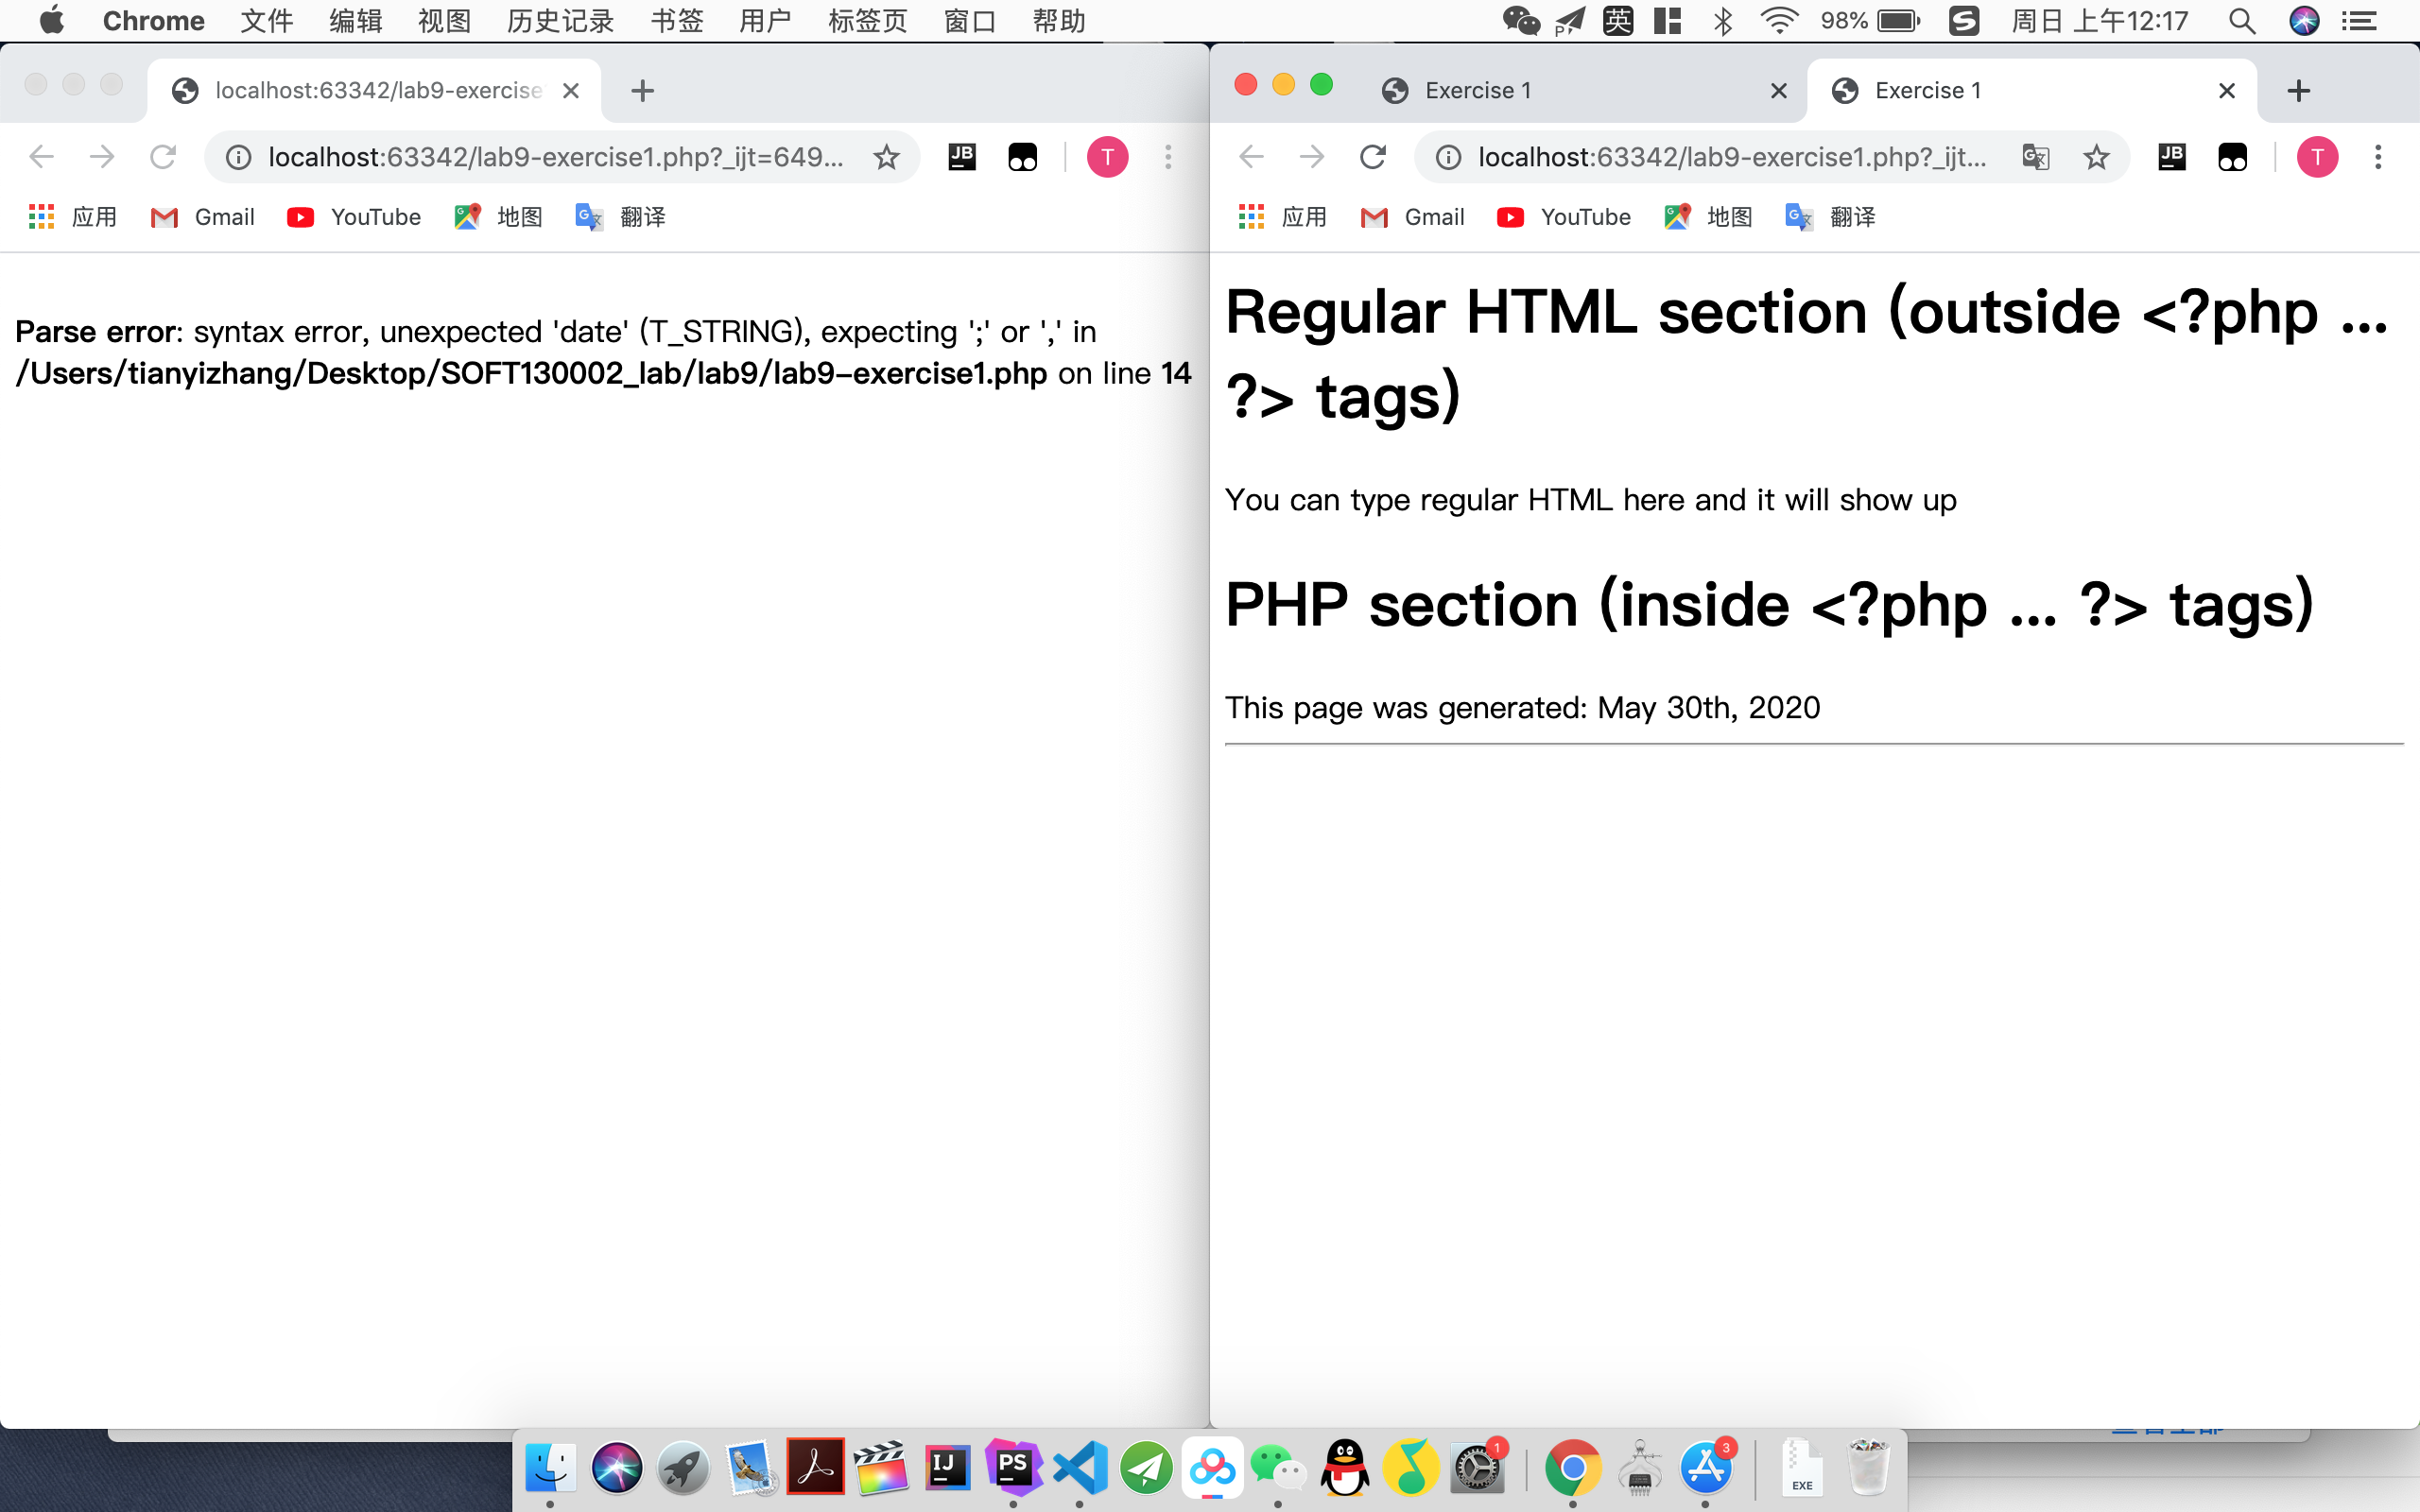 Chrome 文件 编辑 视图 历史记录 书签 用户 标签页 窗口 帮助 英 98% 周日 上午12:17
localhost:63342/lab9-exercise
localhost:63342/lab9-exercise1.php?_ijt=649... JB T
应用 Gmail YouTube 地图 翻译
Parse error: syntax error, unexpected 'date' (T_STRING), expecting ';' or ',' in
/Users/tianyizhang/Desktop/SOFT130002_lab/lab9/lab9-exercise1.php on line 14
Exercise 1 Exercise 1
localhost:63342/lab9-exercise1.php?_ijt... JB T
应用 Gmail YouTube 地图 翻译
Regular HTML section (outside <?php ...
?> tags)
You can type regular HTML here and it will show up
PHP section (inside <?php ... ?> tags)
This page was generated: May 30th, 2020
IJ PS 1 3 EXE